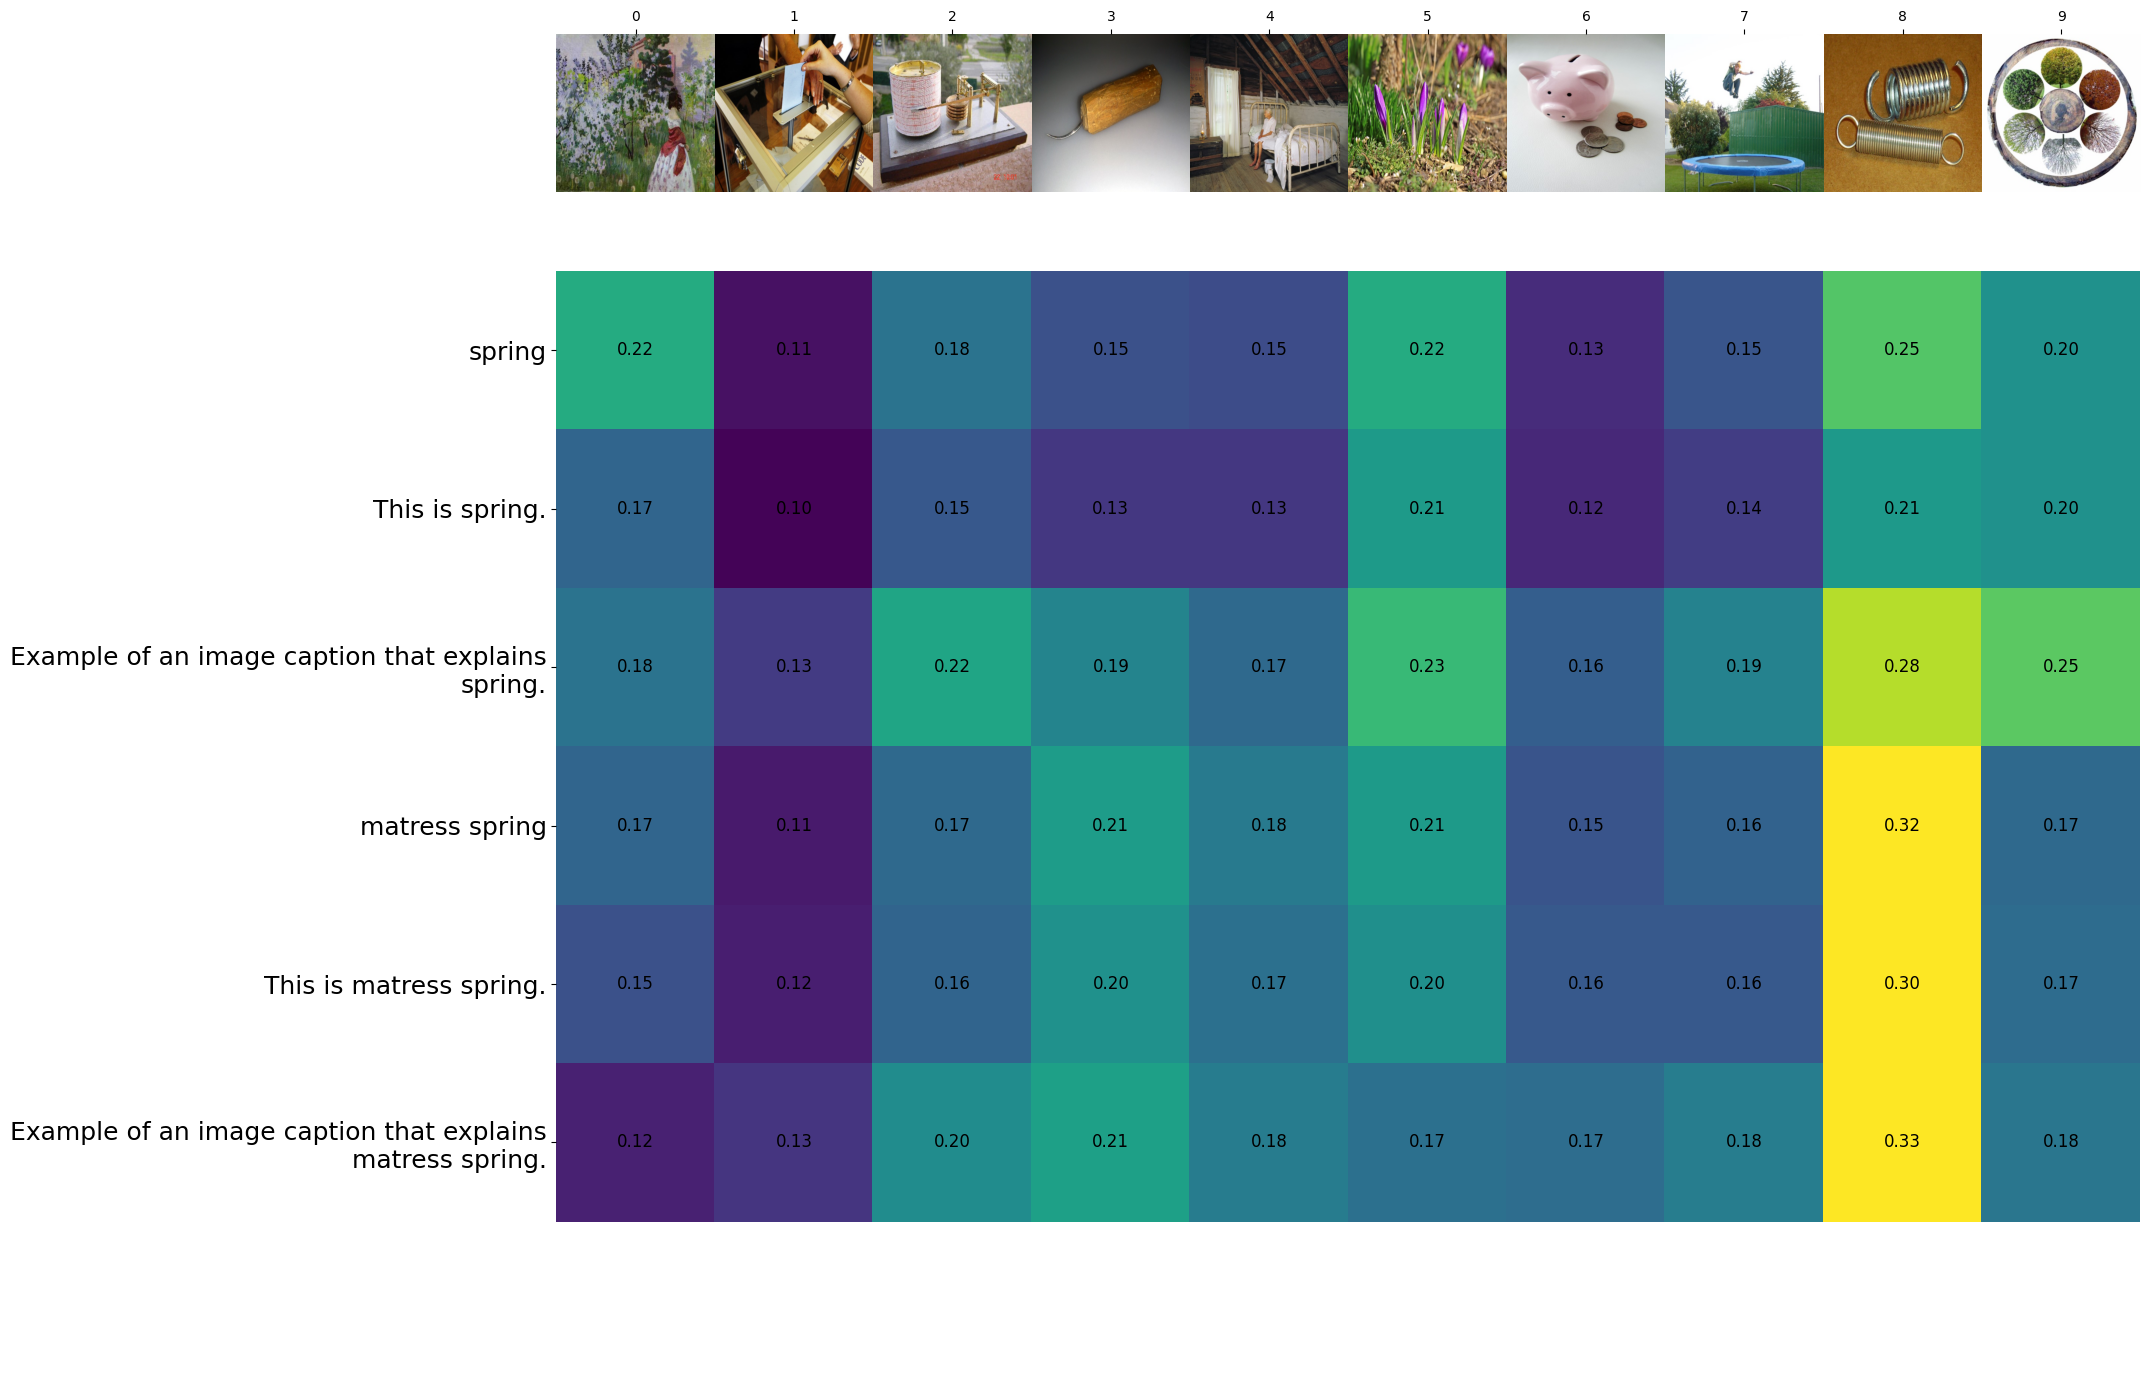 0 1 2 3 4 5 6 7 8 9
spring 0.22 0.11 0.18 0.15 0.15 0.22 0.13 0.15 0.25 0.20
This is spring. 0.17 0.10 0.15 0.13 0.13 0.21 0.12 0.14 0.21 0.20
Example of an image caption that explains
spring.
0.18 0.13 0.22 0.19 0.17 0.23 0.16 0.19 0.28 0.25
matress spring 0.17 0.11 0.17 0.21 0.18 0.21 0.15 0.16 0.32 0.17
This is matress spring. 0.15 0.12 0.16 0.20 0.17 0.20 0.16 0.16 0.30 0.17
Example of an image caption that explains
matress spring.
0.12 0.13 0.20 0.21 0.18 0.17 0.17 0.18 0.33 0.18